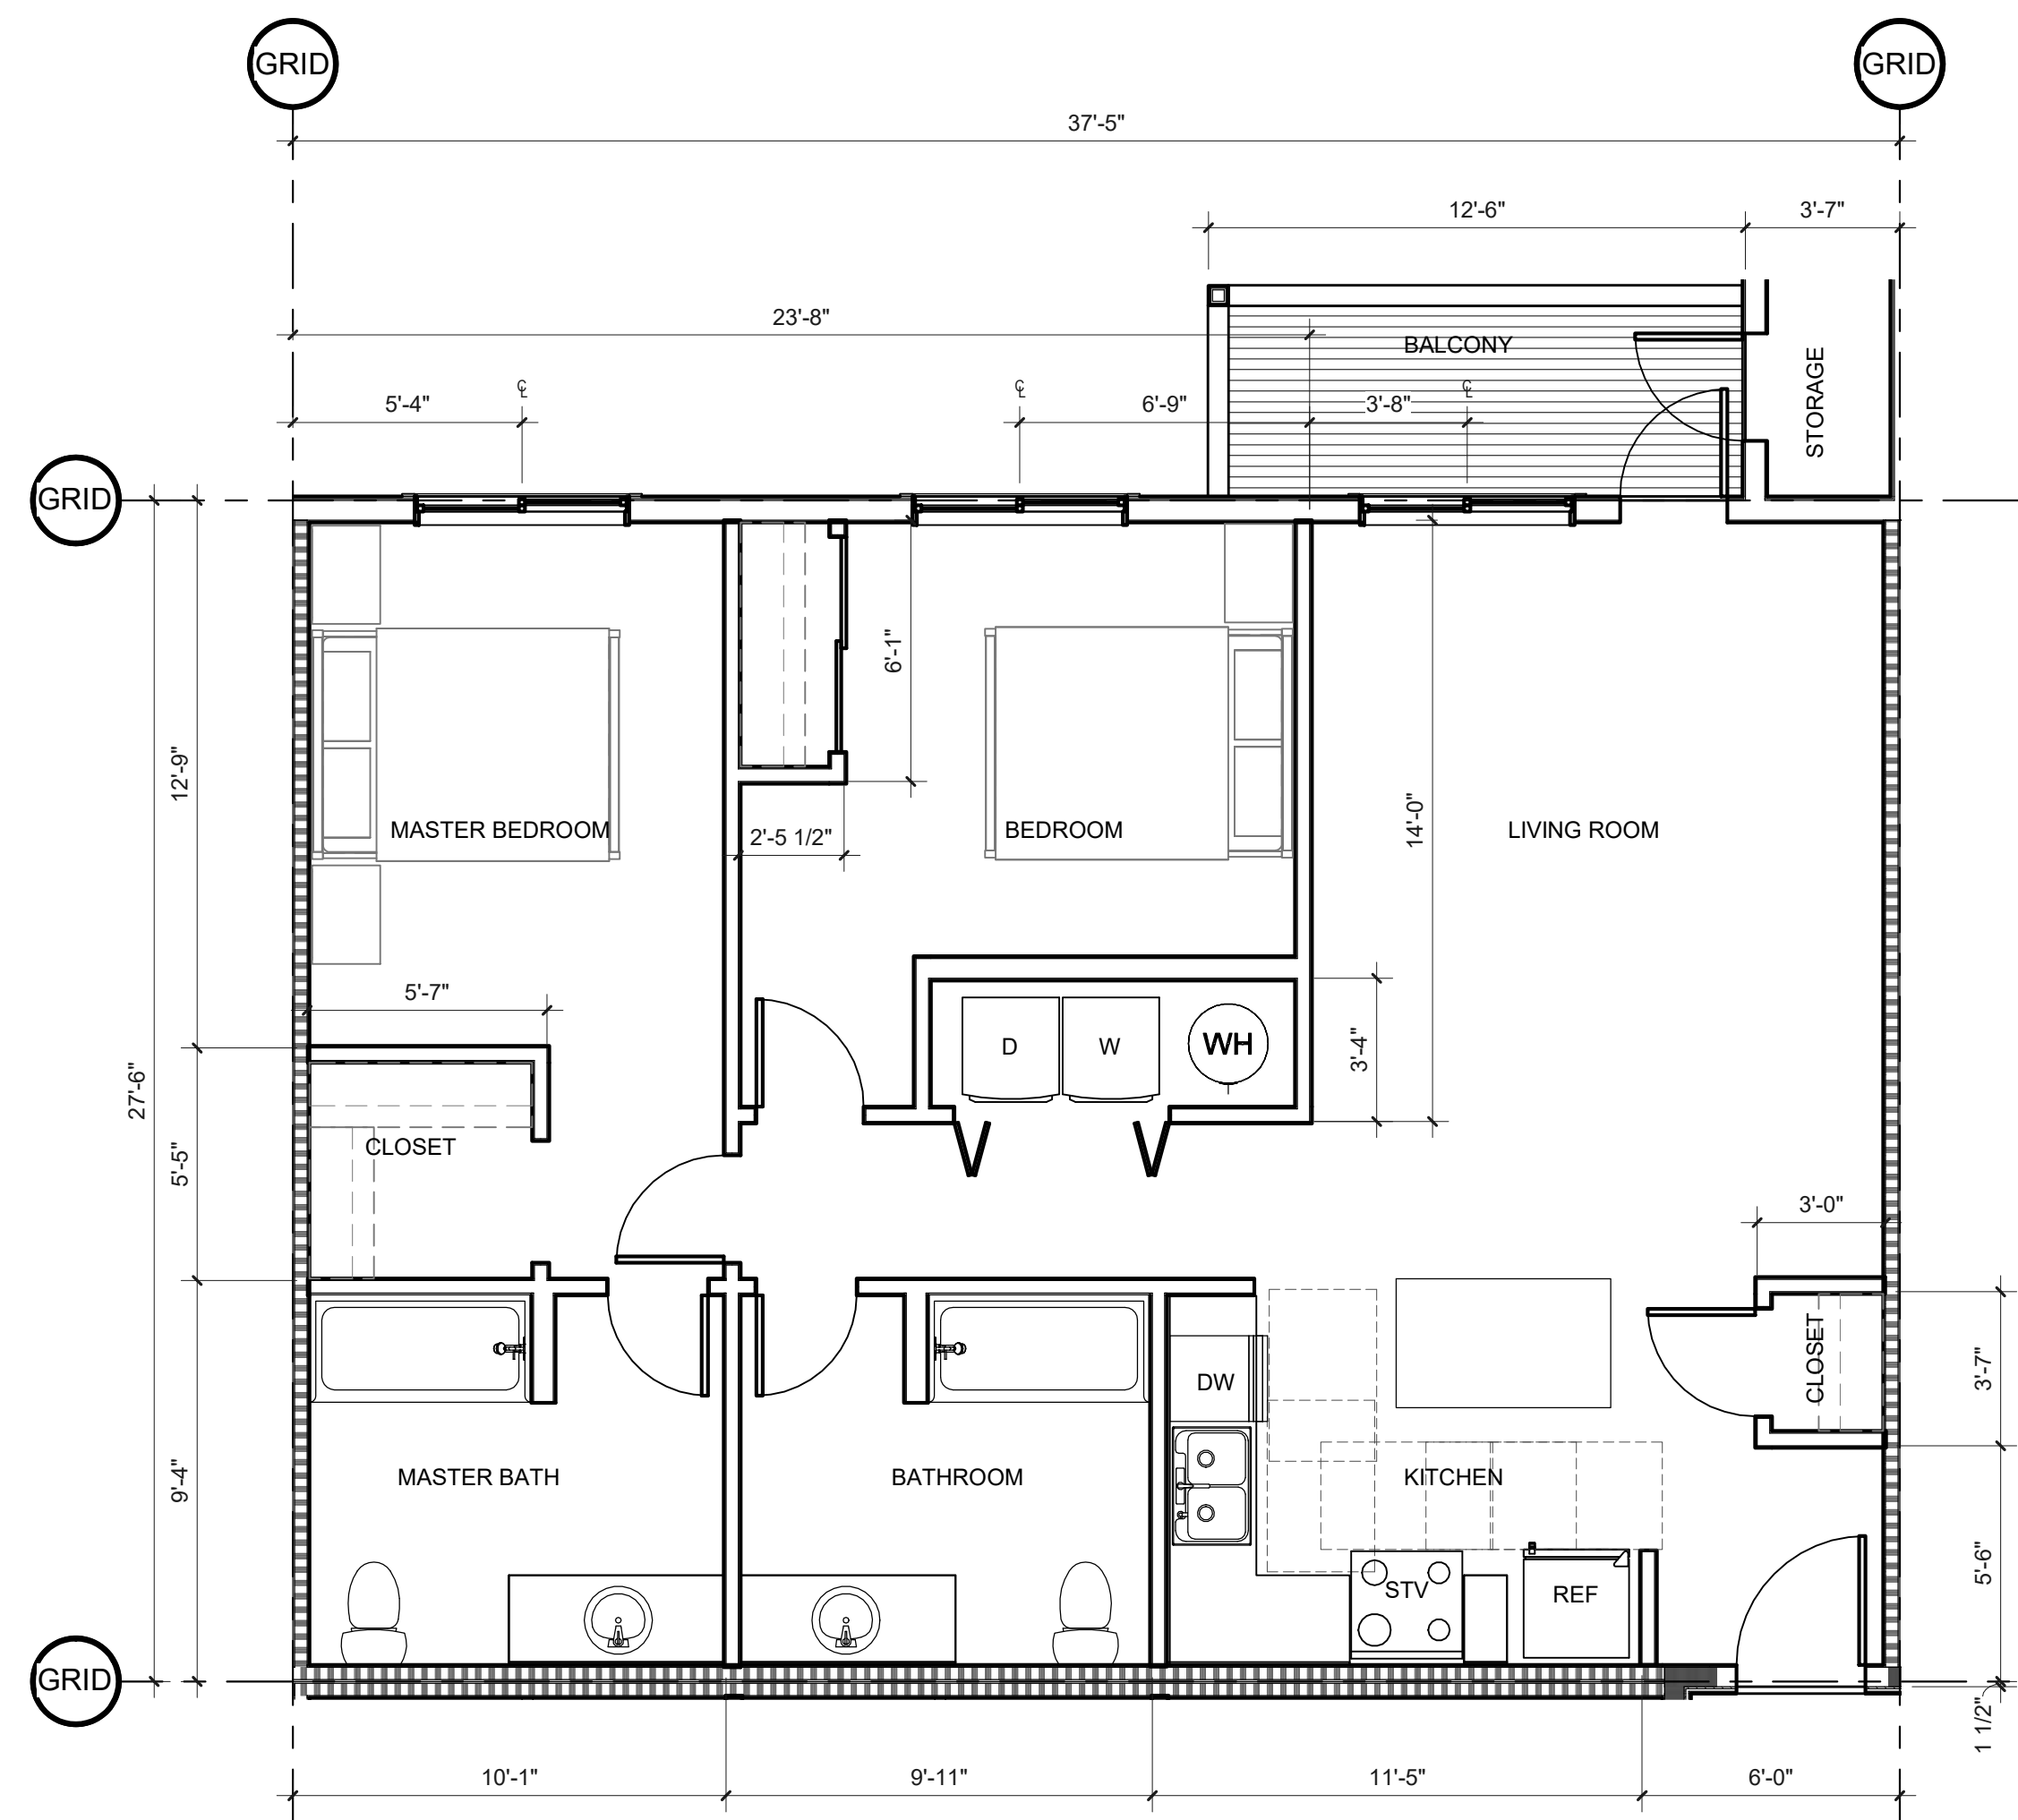 GRID
GRID
37'-5"
12'-6"
3'-7"
23'-8"
BALCONY
STORAGE
℄
℄
℄
5'-4"
6'-9"
3'-8"
GRID
6'-1"
12'-9"
MASTER BEDROOM
2'-5 1/2"
BEDROOM
14'-0"
LIVING ROOM
5'-7"
D
W
WH
3'-4"
27'-6"
CLOSET
5'-5"
3'-0"
DW
CLOSET
3'-7"
MASTER BATH
BATHROOM
KITCHEN
9'-4"
STV
REF
5'-6"
GRID
1 1/2"
10'-1"
9'-11"
11'-5"
6'-0"